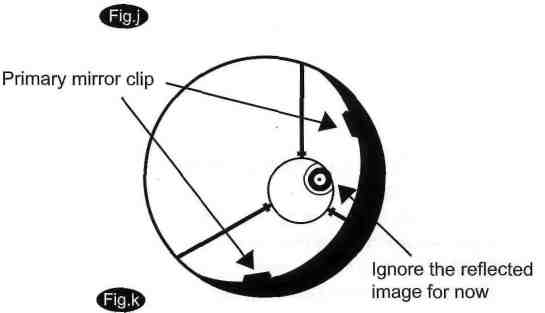 Fig.j
Primary mirror clip
Ignore the reflected
image for now
Fig.k